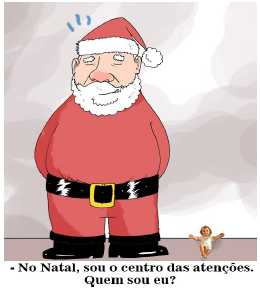 - No Natal, sou o centro das atenções.
Quem sou eu?